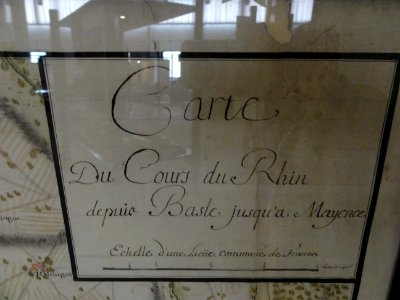 Carte
Du Cours du Rhin
depuis Basle jusqu'a, e Mayence
Echelle d'une Lieüe commune de France